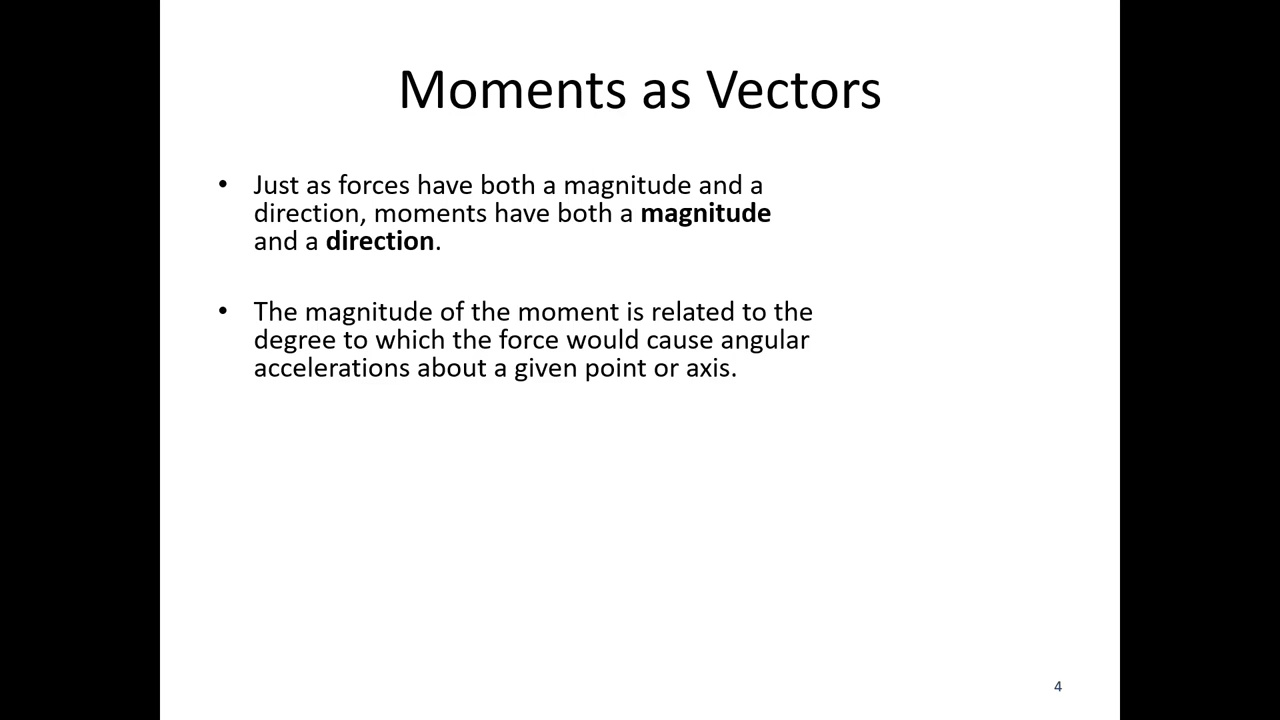 Moments as Vectors
• Just as forces have both a magnitude and a
direction, moments have both a magnitude
and a direction.
• The magnitude of the moment is related to the
degree to which the force would cause angular
accelerations about a given point or axis.
4